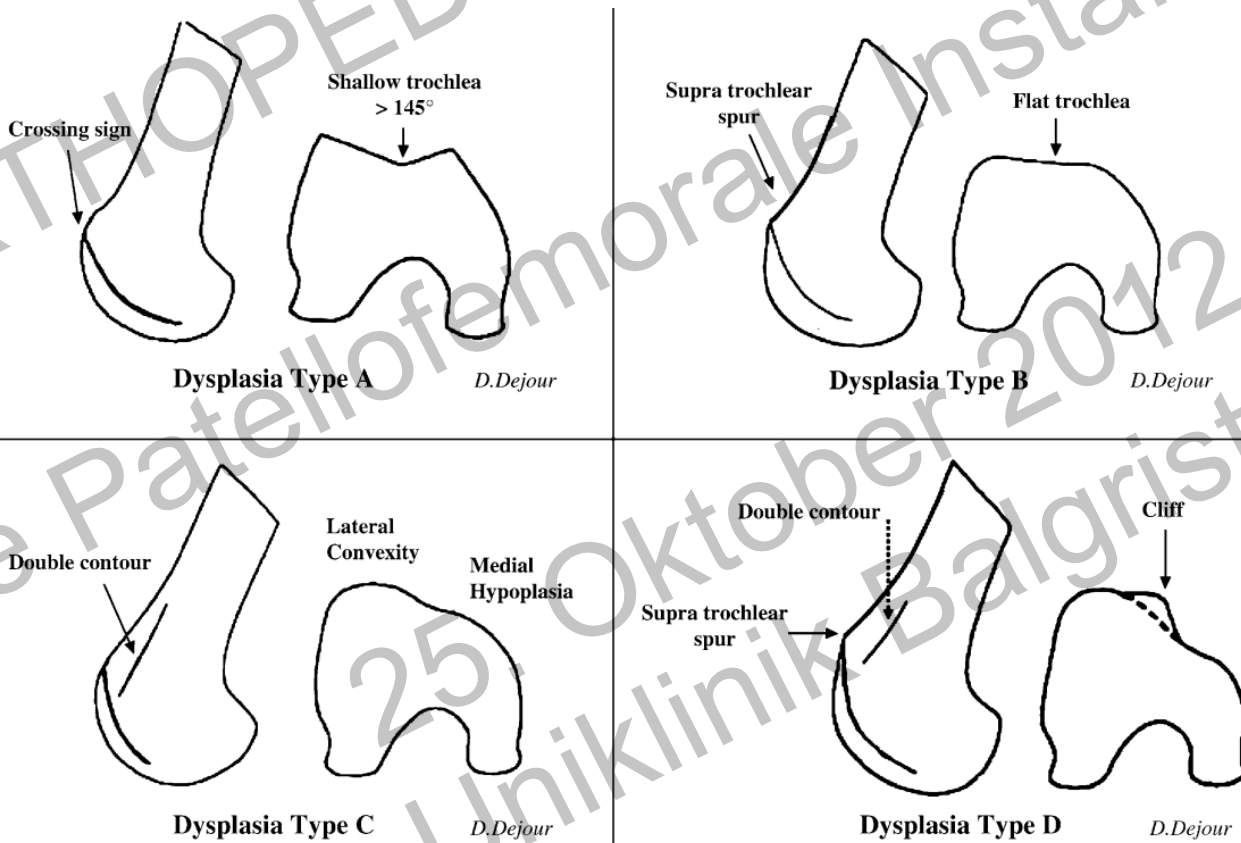 Shallow trochlea
> 145°
Crossing sign
Dysplasia Type A
D.Dejour
Supra trochlear
spur
Flat trochlea
Dysplasia Type B
D.Dejour
Double contour
Lateral
Convexity
Medial
Hypoplasia
Dysplasia Type C
D.Dejour
Double contour
Cliff
Supra trochlear
spur
Dysplasia Type D
D.Dejour
THOPED
e Patellofemorale Insta
25. Oktober 2012
Uniklinik Balgrist